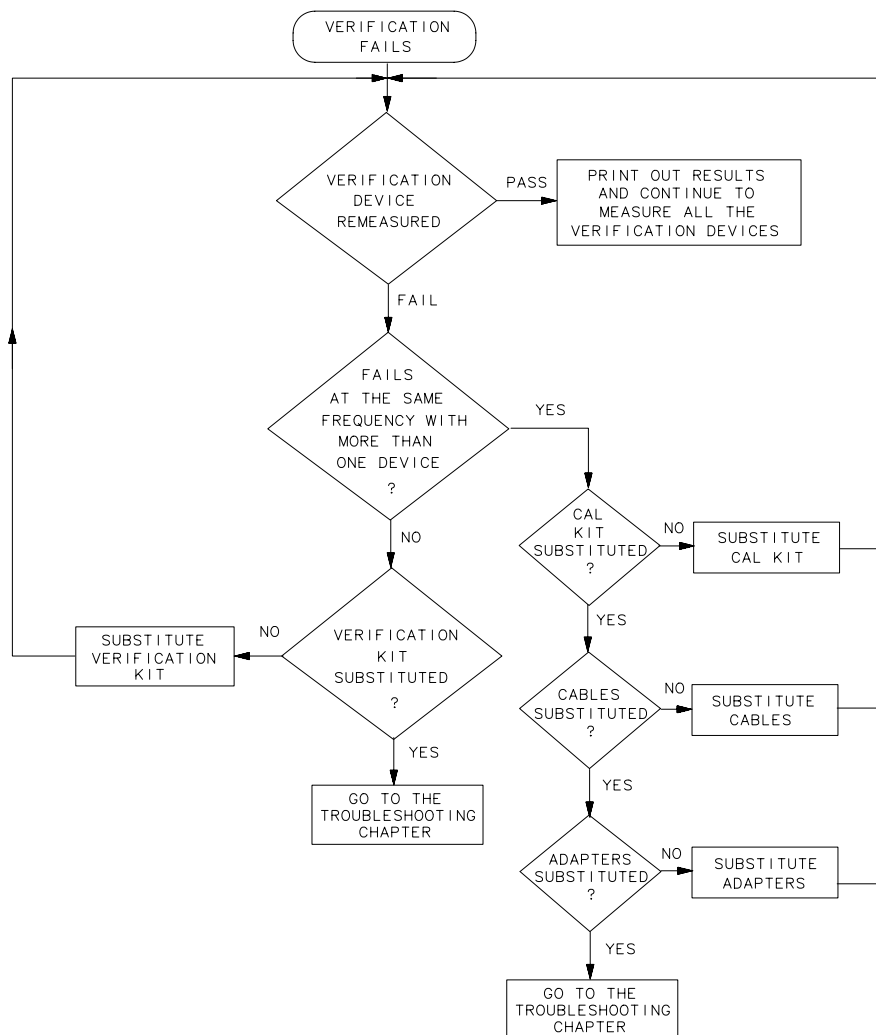 VERIFICATION
FAILS
VERIFICATION
DEVICE
REMEASURED
PASS
PRINT OUT RESULTS
AND CONTINUE TO
MEASURE ALL THE
VERIFICATION DEVICES
FAIL
FAILS
AT THE SAME
FREQUENCY WITH
MORE THAN
ONE DEVICE
?
YES
NO
CAL
KIT
SUBSTITUTED
?
NO
SUBSTITUTE
CAL KIT
YES
VERIFICATION
KIT
SUBSTITUTED
?
NO
SUBSTITUTE
VERIFICATION
KIT
YES
GO TO THE
TROUBLESHOOTING
CHAPTER
CABLES
SUBSTITUTED
?
NO
SUBSTITUTE
CABLES
YES
ADAPTERS
SUBSTITUTED
?
NO
SUBSTITUTE
ADAPTERS
YES
GO TO THE
TROUBLESHOOTING
CHAPTER